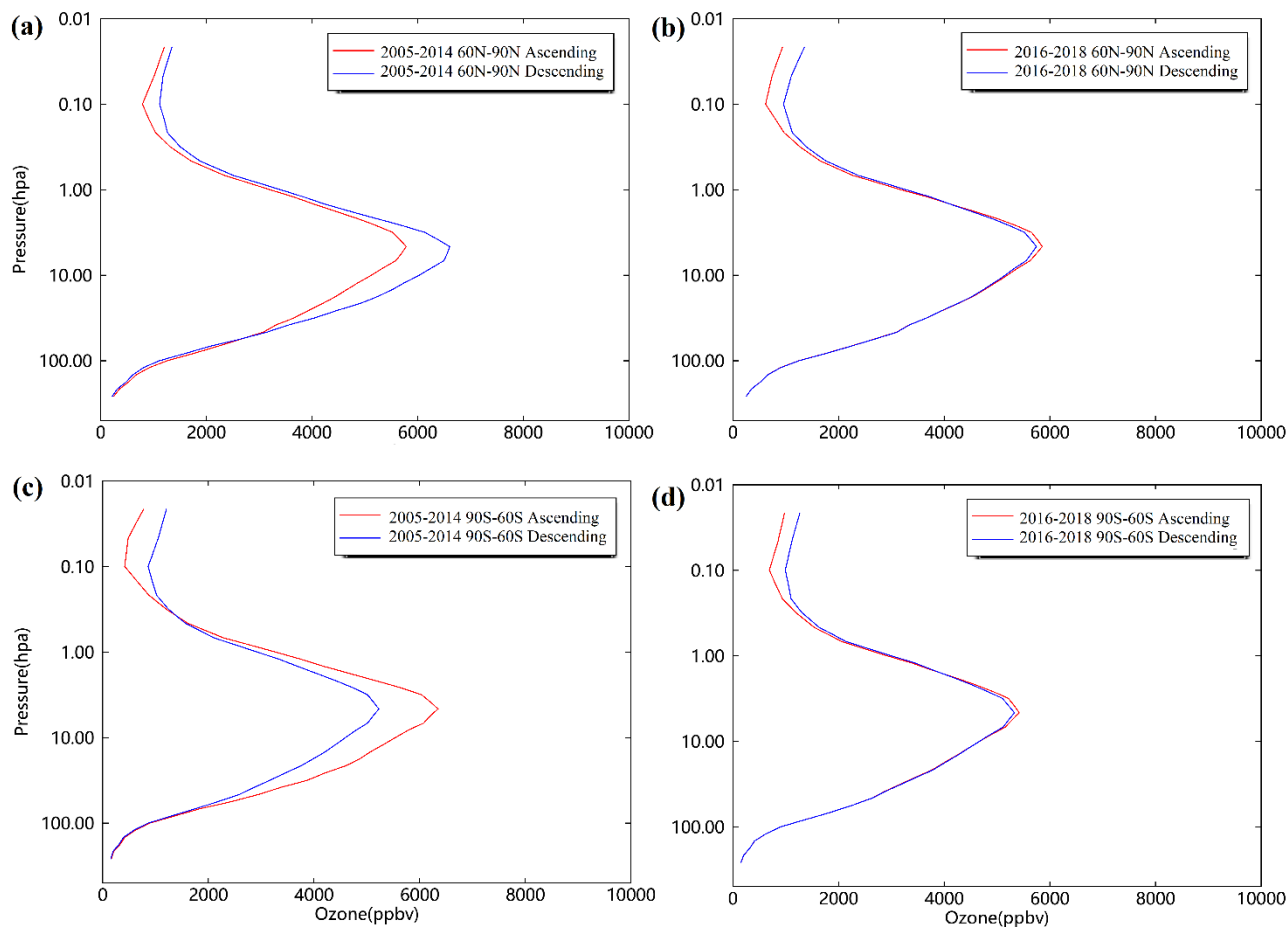 (a)
0.01
0.10
1.00
10.00
100.00
Pressure(hpa)
2005-2014 60N-90N Ascending
2005-2014 60N-90N Descending
0 2000 4000 6000 8000 10000
(b)
0.01
0.10
1.00
10.00
100.00
2016-2018 60N-90N Ascending
2016-2018 60N-90N Descending
0 2000 4000 6000 8000 10000
(c)
0.01
0.10
1.00
10.00
100.00
Pressure(hpa)
2005-2014 90S-60S Ascending
2005-2014 90S-60S Descending
0 2000 4000 6000 8000 10000
Ozone(ppbv)
(d)
0.01
0.10
1.00
10.00
100.00
2016-2018 90S-60S Ascending
2016-2018 90S-60S Descending
0 2000 4000 6000 8000 10000
Ozone(ppbv)